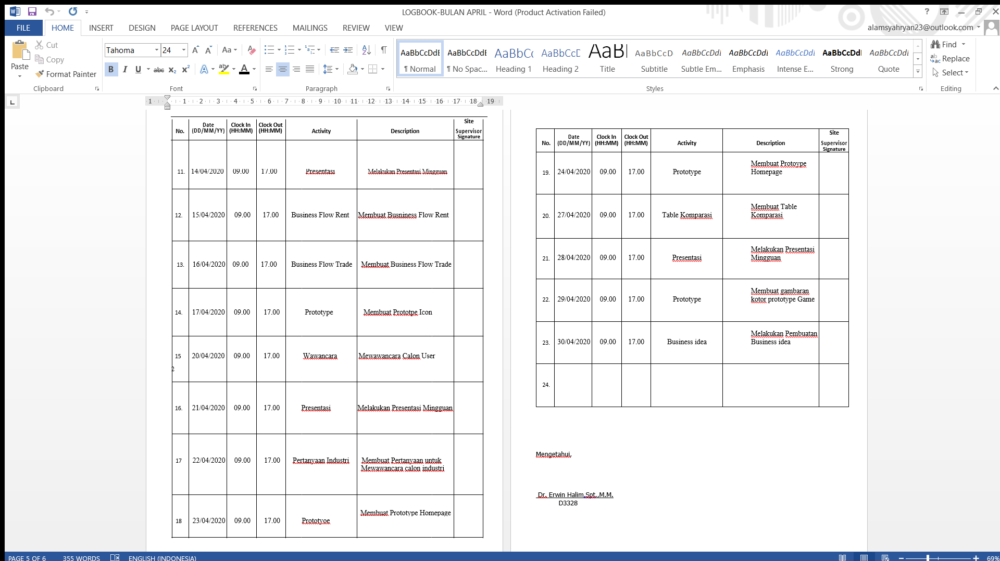 LOGBOOK-BULAN APRIL - Word (Product Activation Failed)
FILE HOME INSERT DESIGN PAGE LAYOUT REFERENCES MAILINGS REVIEW VIEW
alamsyahryan23@outlook.com
Paste
Cut
Copy
Format Painter
Clipboard
Tahoma 24
Font
Paragraph
AaBbCcDdE AaBbCcDdE AaBbCc AaBbCcD AaBl AaBbCcD AaBbCcDdI AaBbCcDdI AaBbCcDdI AaBbCcDdI AaBbCcDdI
¶ Normal ¶ No Spac... Heading 1 Heading 2 Title Subtitle Subtle Em... Emphasis Intense E... Strong Quote
Styles
Find
Replace
Select
Editing
1 1 2 3 4 5 6 7 8 9 10 11 12 13 14 15 16 17 18 19
No. Date (DD/MM/YY) Clock In (HH:MM) Clock Out (HH:MM) Activity Description Site Supervisor Signature
11. 14/04/2020 09.00 17.00 Presentasi Melakukan Presentasi Mingguan
12. 15/04/2020 09.00 17.00 Business Flow Rent Membuat Busniness Flow Rent
13. 16/04/2020 09.00 17.00 Business Flow Trade Membuat Business Flow Trade
14. 17/04/2020 09.00 17.00 Prototype Membuat Prototpe Icon
15 20/04/2020 09.00 17.00 Wawancara Mewawancara Calon User
2
16. 21/04/2020 09.00 17.00 Presentasi Melakukan Presentasi Mingguan
17 22/04/2020 09.00 17.00 Pertanyaan Industri Membuat Pertanyaan untuk
Mewawancara calon industri
18 23/04/2020 09.00 17.00 Prototyoe Membuat Prototype Homepage
No. Date (DD/MM/YY) Clock In (HH:MM) Clock Out (HH:MM) Activity Description Site Supervisor Signature
19. 24/04/2020 09.00 17.00 Prototype Membuat Protoype
Homepage
20. 27/04/2020 09.00 17.00 Table Komparasi Membuat Table
Komparasi
21. 28/04/2020 09.00 17.00 Presentasi Melakukan Presentasi
Mingguan
22. 29/04/2020 09.00 17.00 Prototype Membuat gambaran
kotor prototype Game
23. 30/04/2020 09.00 17.00 Business idea Melakukan Pembuatan
Business idea
24.
Mengetahui,
Dr. Erwin Halim,Spt.,M.M.
D3328
PAGE 5 OF 6 355 WORDS ENGLISH (INDONESIA) 69%